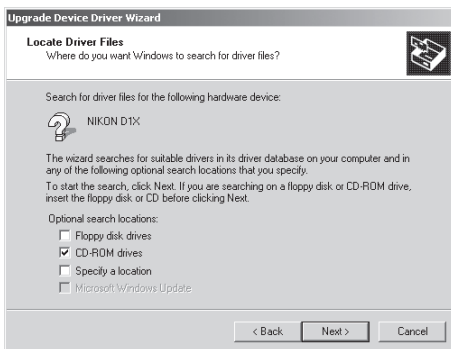 Upgrade Device Driver Wizard
Locate Driver Files
Where do you want Windows to search for driver files?
Search for driver files for the following hardware device:
NIKON D1X
The wizard searches for suitable drivers in its driver database on your computer and in
any of the following optional search locations that you specify.
To start the search, click Next. If you are searching on a floppy disk or CD-ROM drive,
insert the floppy disk or CD before clicking Next.
Optional search locations:
Floppy disk drives
CD-ROM drives
Specify a location
Microsoft Windows Update
< Back Next > Cancel